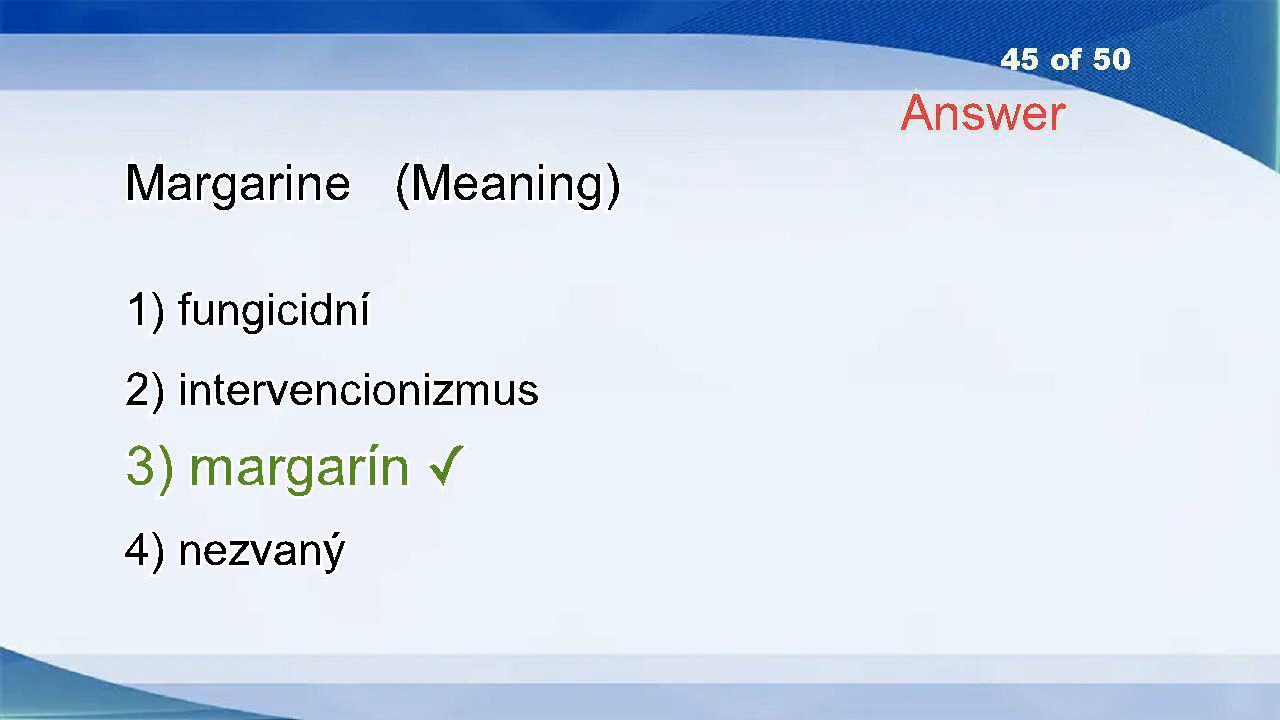 45 of 50
Answer
Margarine (Meaning)
1) fungicidní
2) intervencionizmus
3) margarín ✓
4) nezvaný